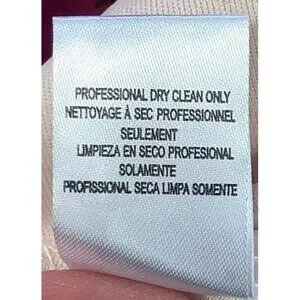 PROFESSIONAL DRY CLEAN ONLY
NETTOYAGE À SEC PROFESSIONNEL
SEULEMENT
LIMPIEZA EN SECO PROFESIONAL
SOLAMENTE
PROFISSIONAL SECA LIMPA SOMENTE